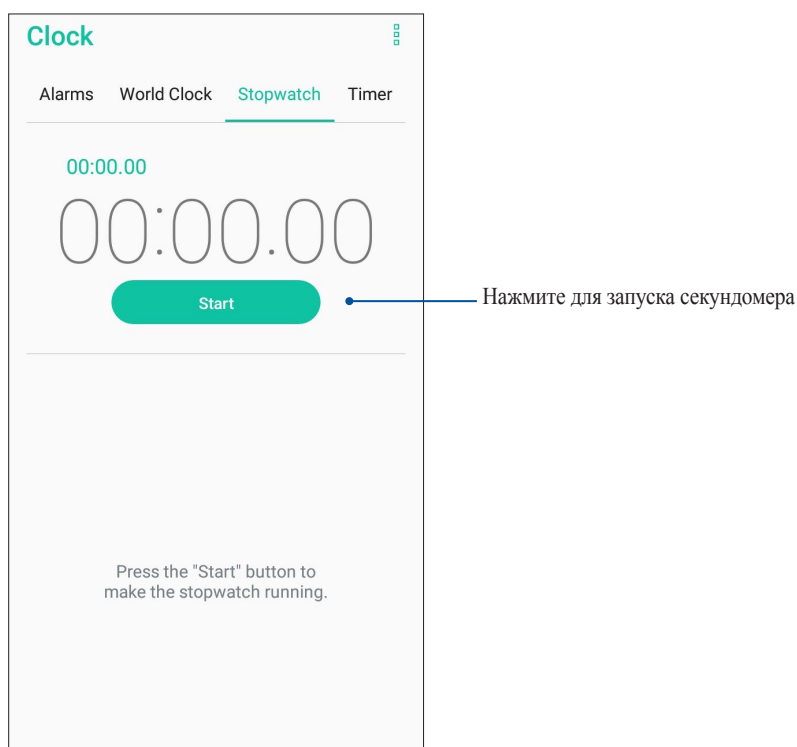 Clock
Alarms World Clock Stopwatch Timer
00:00.00
00:00.00
Start
Нажмите для запуска секундомера
Press the "Start" button to
make the stopwatch running.